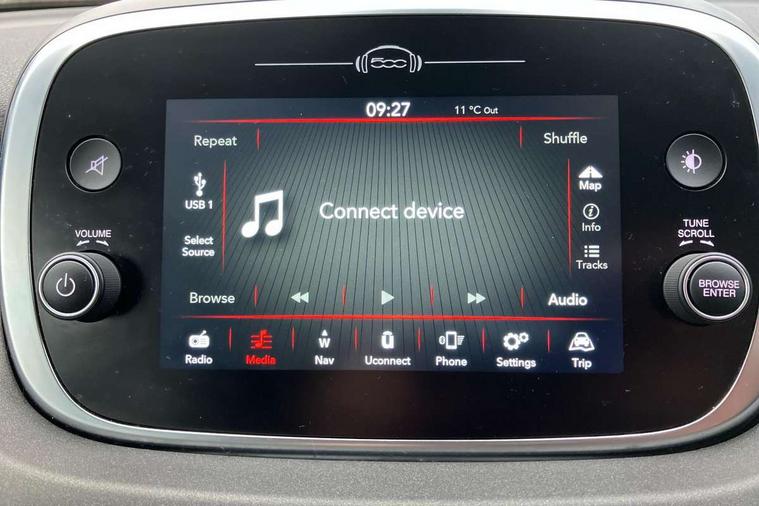 500
09:27 11 °C Out
Repeat Shuffle
USB 1
Map
Connect device
Info
VOLUME
TUNE
SCROLL
Select
Source
Tracks
BROWSE
ENTER
Browse Audio
W
Radio Media Nav Uconnect Phone Settings Trip